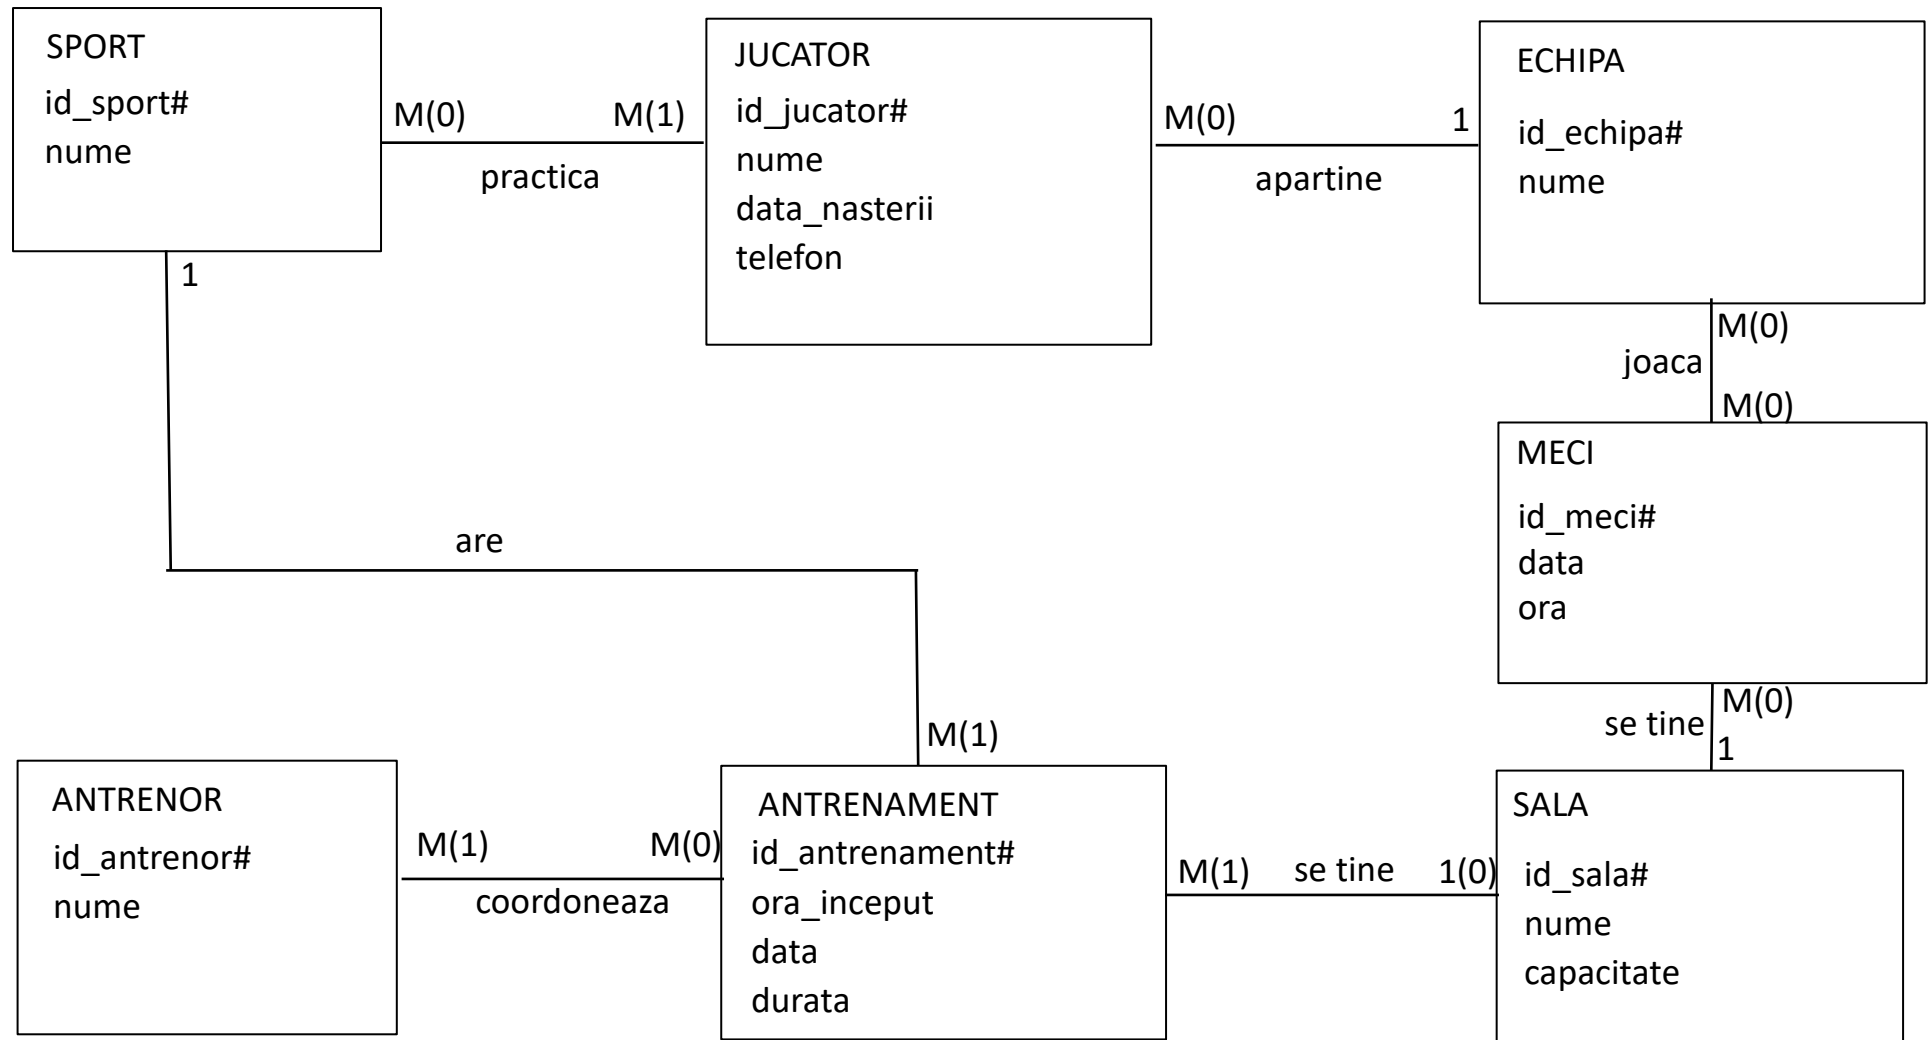 SPORT
id_sport#
nume
M(0)
M(1)
practica
JUCATOR
id_jucator#
nume
data_nasterii
telefon
M(0)
1
apartine
ECHIPA
id_echipa#
nume
1
M(0)
joaca
M(0)
MECI
id_meci#
data
ora
are
M(1)
M(0)
se tine
1
ANTRENOR
id_antrenor#
nume
M(1)
M(0)
coordoneaza
ANTRENAMENT
id_antrenament#
ora_inceput
data
durata
M(1)
se tine
1(0)
SALA
id_sala#
nume
capacitate